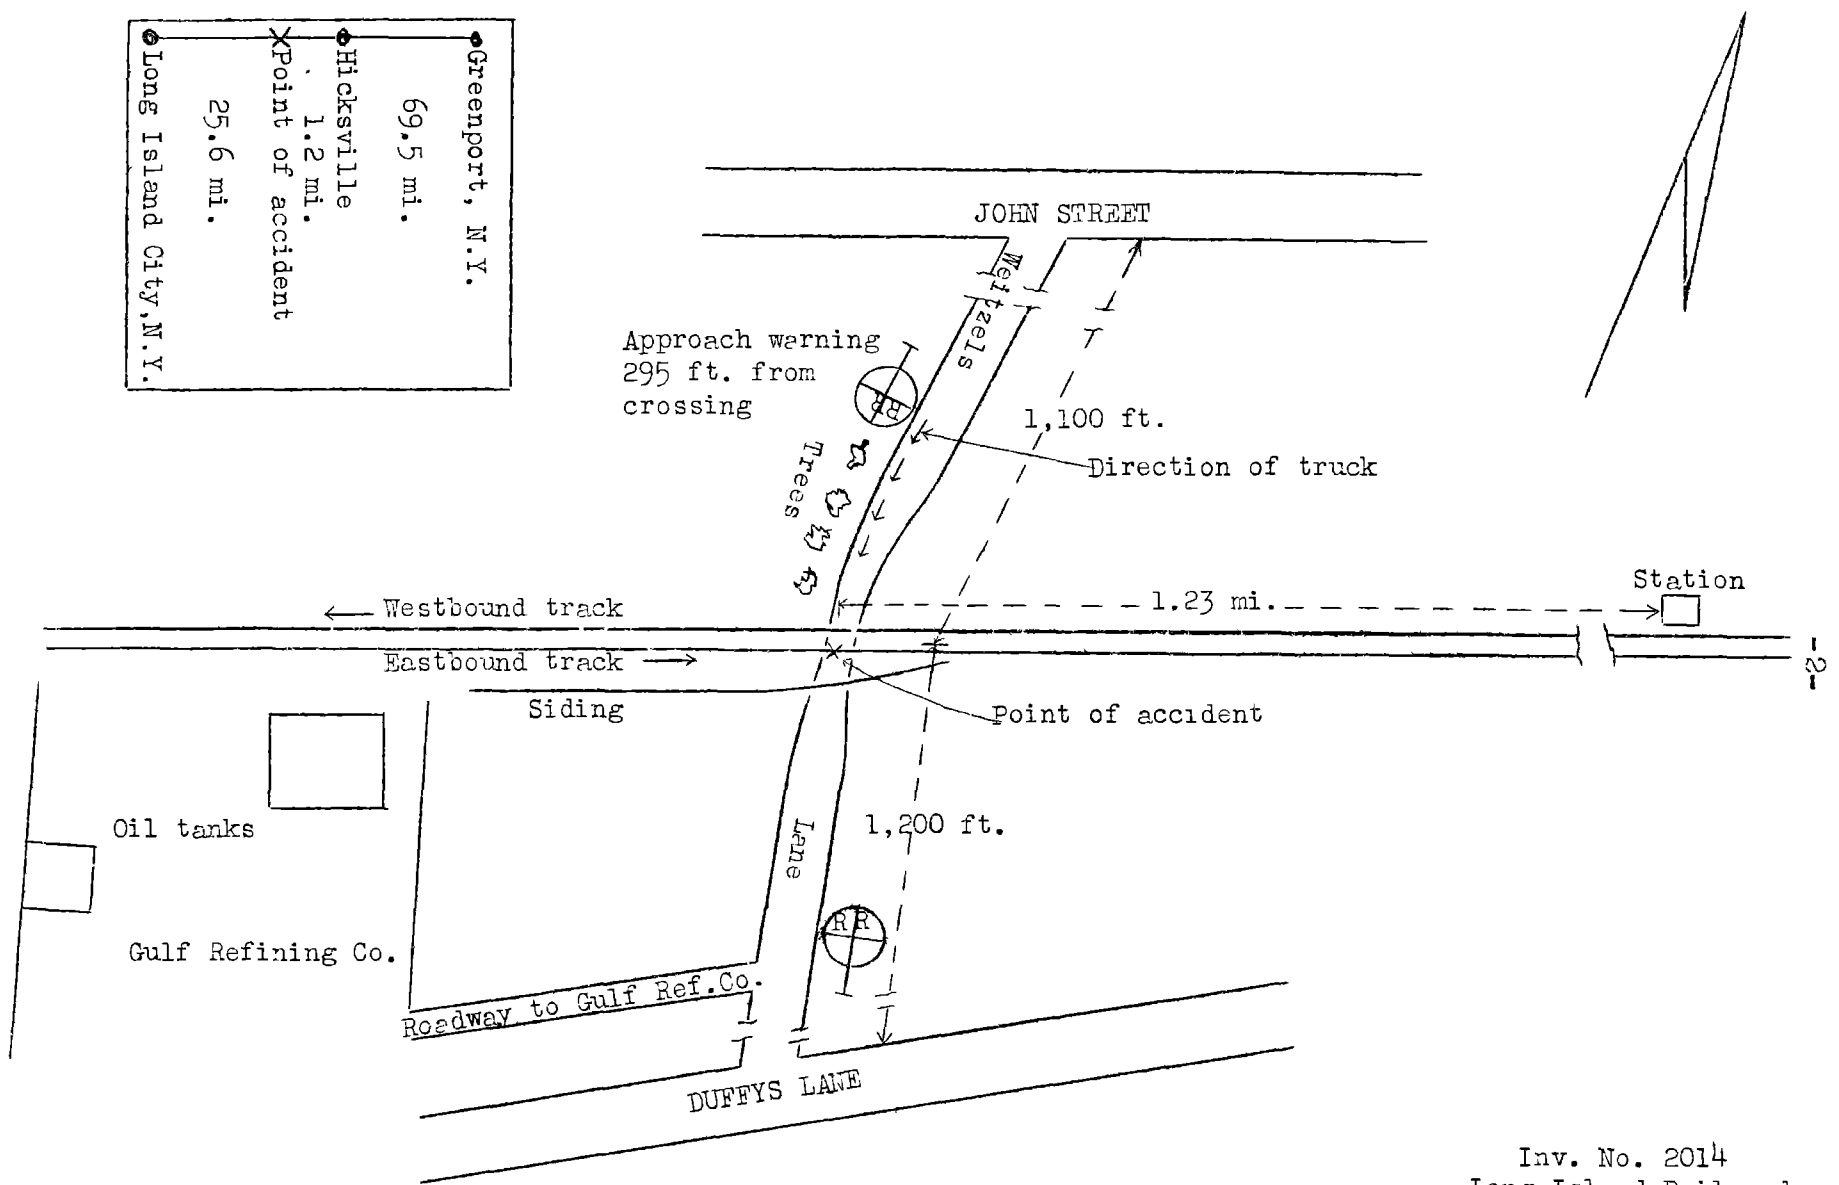 Greenport, N.Y.
69.5 mi.
Hicksville
1.2 mi.
Point of accident
25.6 mi.
Long Island City,N.Y.
JOHN STREET
Weitzels
Approach warning
295 ft. from
crossing
RR
Trees
1,100 ft.
Direction of truck
Station
1.23 mi.
Westbound track
Eastbound track
-2-
Siding
Point of accident
Oil tanks
1,200 ft.
Lane
RR
Gulf Refining Co.
Roadway to Gulf Ref.Co.
DUFFYS LANE
Inv. No. 2014